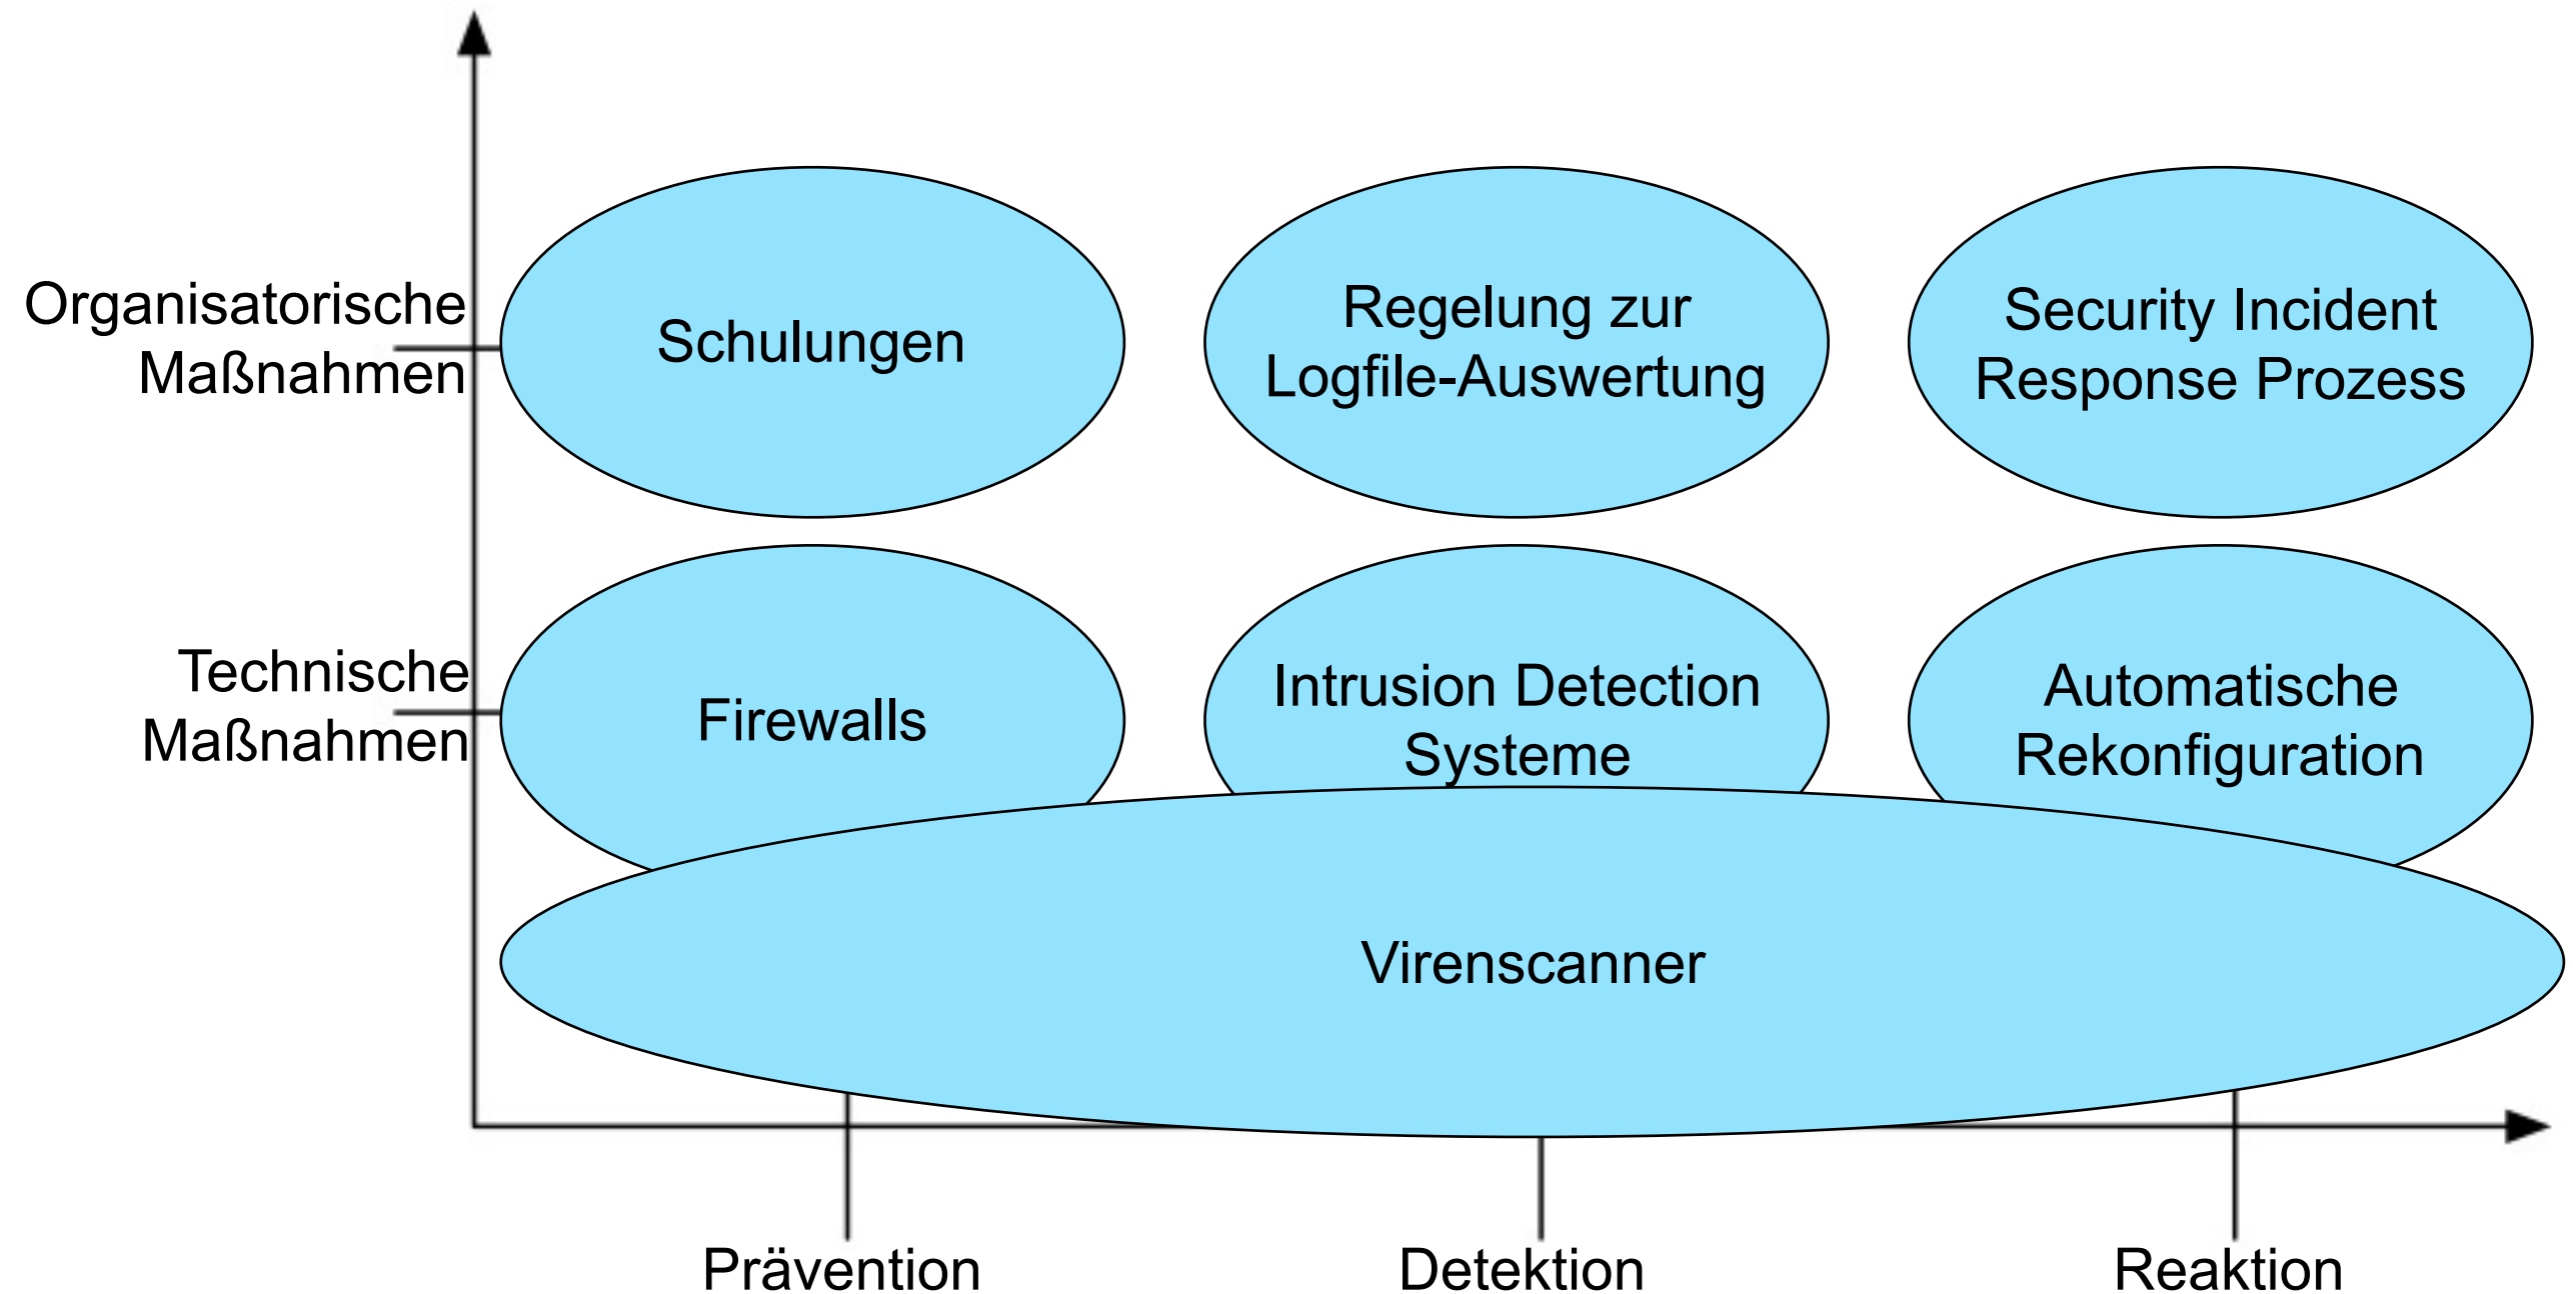 Organisatorische
Maßnahmen
Schulungen
Regelung zur
Logfile-Auswertung
Security Incident
Response Prozess
Technische
Maßnahmen
Firewalls
Intrusion Detection
Systeme
Automatische
Rekonfiguration
Virenscanner
Prävention
Detektion
Reaktion